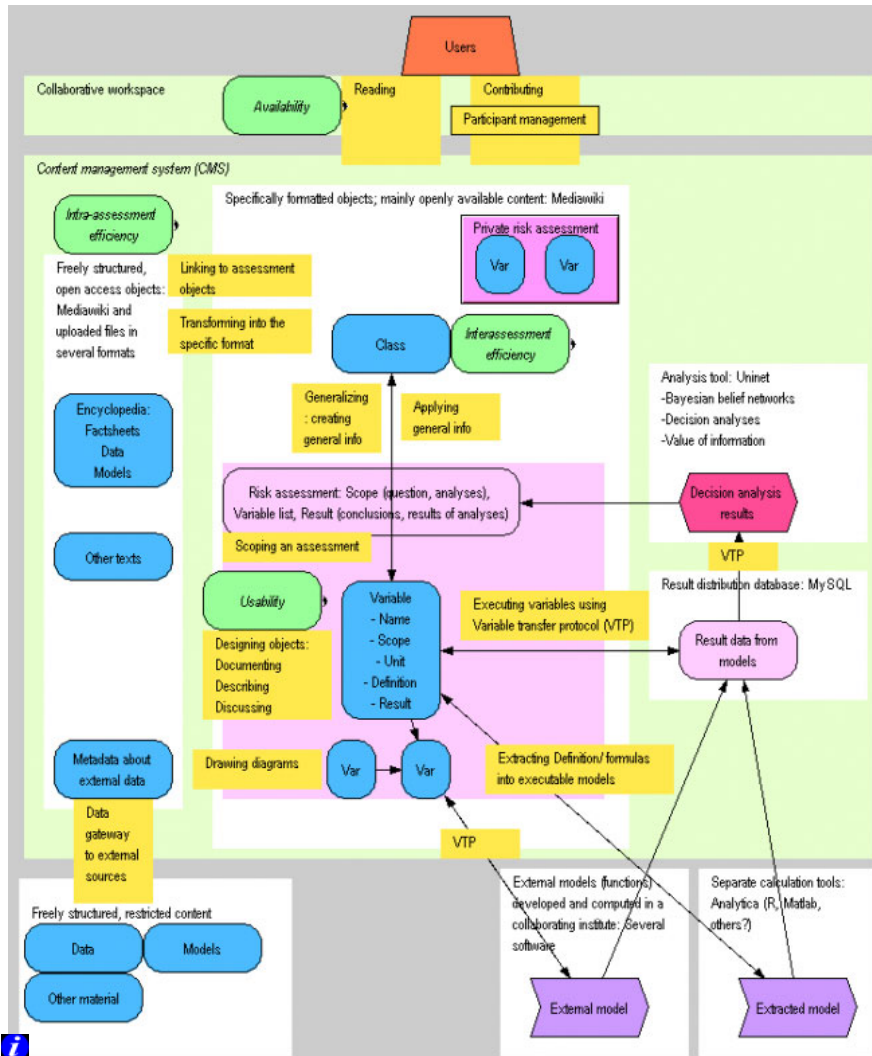 Users
Collaborative workspace
Availability
Reading
Contributing
Participant management
Content management system (CMS)
Intra-assessment
efficiency
Specifically formatted objects; mainly openly available content: Mediawiki
Private risk assessment
Var
Var
Freely structured,
open access objects:
Mediawiki and
uploaded files in
several formats
Linking to assessment
objects
Transforming into the
specific format
Class
Interassessment
efficiency
Generalizing
: creating
general info
Applying
general info
Analysis tool: Uninet
-Bayesian belief networks
-Decision analyses
-Value of information
Encyclopedia:
Factsheets
Data
Models
Risk assessment: Scope (question, analyses),
Variable list, Result (conclusions, results of analyses)
Decision analysis
results
Scoping an assessment
VTP
Other texts
Result distribution database: MySQL
Usability
Variable
- Name
- Scope
- Unit
- Definition
- Result
Executing variables using
Variable transfer protocol (VTP)
Result data from
models
Designing objects:
Documenting
Describing
Discussing
Metadata about
external data
Drawing diagrams
Var
Var
Extracting Definition/ formulas
into executable models
Data
gateway
to external
sources
VTP
Freely structured, restricted content
Data
Models
Other material
External models (functions)
developed and computed in a
collaborating institute: Several
software
Separate calculation tools:
Analytica (R, Matlab,
others?)
External model
Extracted model
i